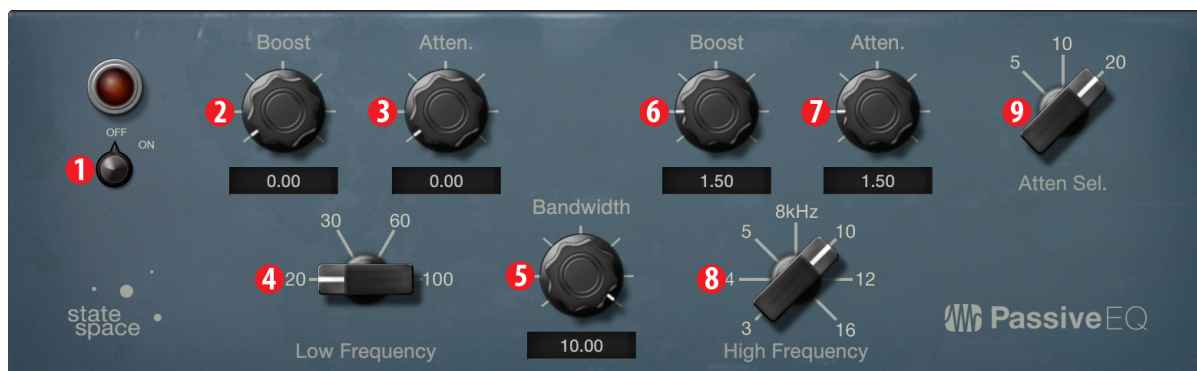 Boost
Atten.
Boost
Atten.
10
5
20
OFF
ON
1
2
3
6
7
9
0.00
0.00
1.50
1.50
Atten Sel.
Bandwidth
8kHz
30
60
5
10
4
20
100
5
8
4
12
3
16
10.00
state
space
Low Frequency
High Frequency
Passive EQ